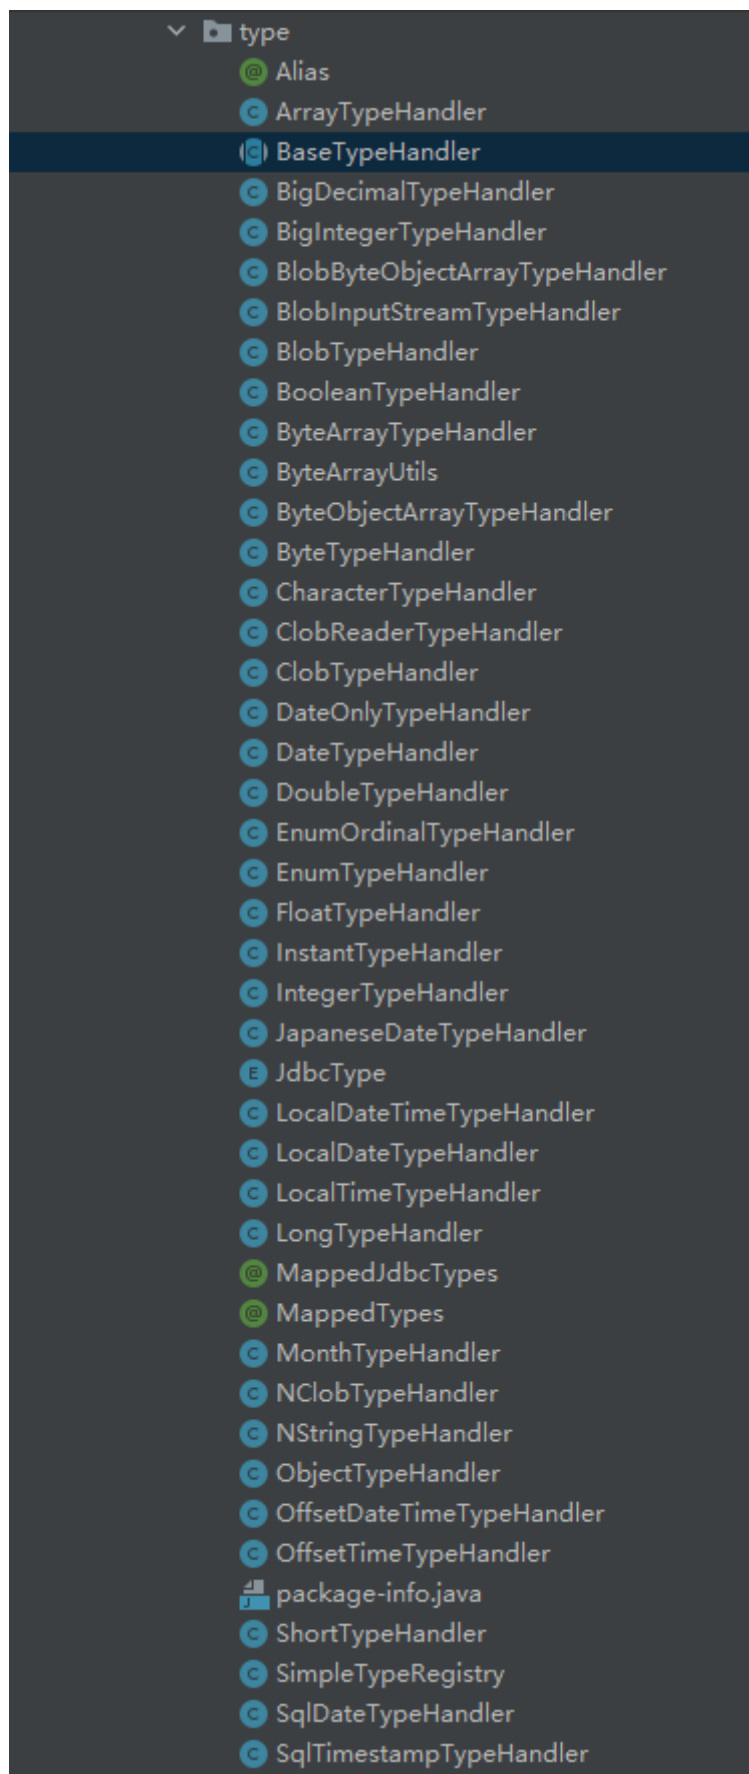 type
Alias
ArrayTypeHandler
BaseTypeHandler
BigDecimalTypeHandler
BigIntegerTypeHandler
BlobByteObjectArrayTypeHandler
BlobInputStreamTypeHandler
BlobTypeHandler
BooleanTypeHandler
ByteArrayTypeHandler
ByteArrayUtils
ByteObjectArrayTypeHandler
ByteTypeHandler
CharacterTypeHandler
ClobReaderTypeHandler
ClobTypeHandler
DateOnlyTypeHandler
DateTypeHandler
DoubleTypeHandler
EnumOrdinalTypeHandler
EnumTypeHandler
FloatTypeHandler
InstantTypeHandler
IntegerTypeHandler
JapaneseDateTypeHandler
JdbcType
LocalDateTimeTypeHandler
LocalDateTypeHandler
LocalTimeTypeHandler
LongTypeHandler
MappedJdbcTypes
MappedTypes
MonthTypeHandler
NClobTypeHandler
NStringTypeHandler
ObjectTypeHandler
OffsetDateTimeTypeHandler
OffsetTimeTypeHandler
package-info.java
ShortTypeHandler
SimpleTypeRegistry
SqlDateTypeHandler
SqlTimestampTypeHandler